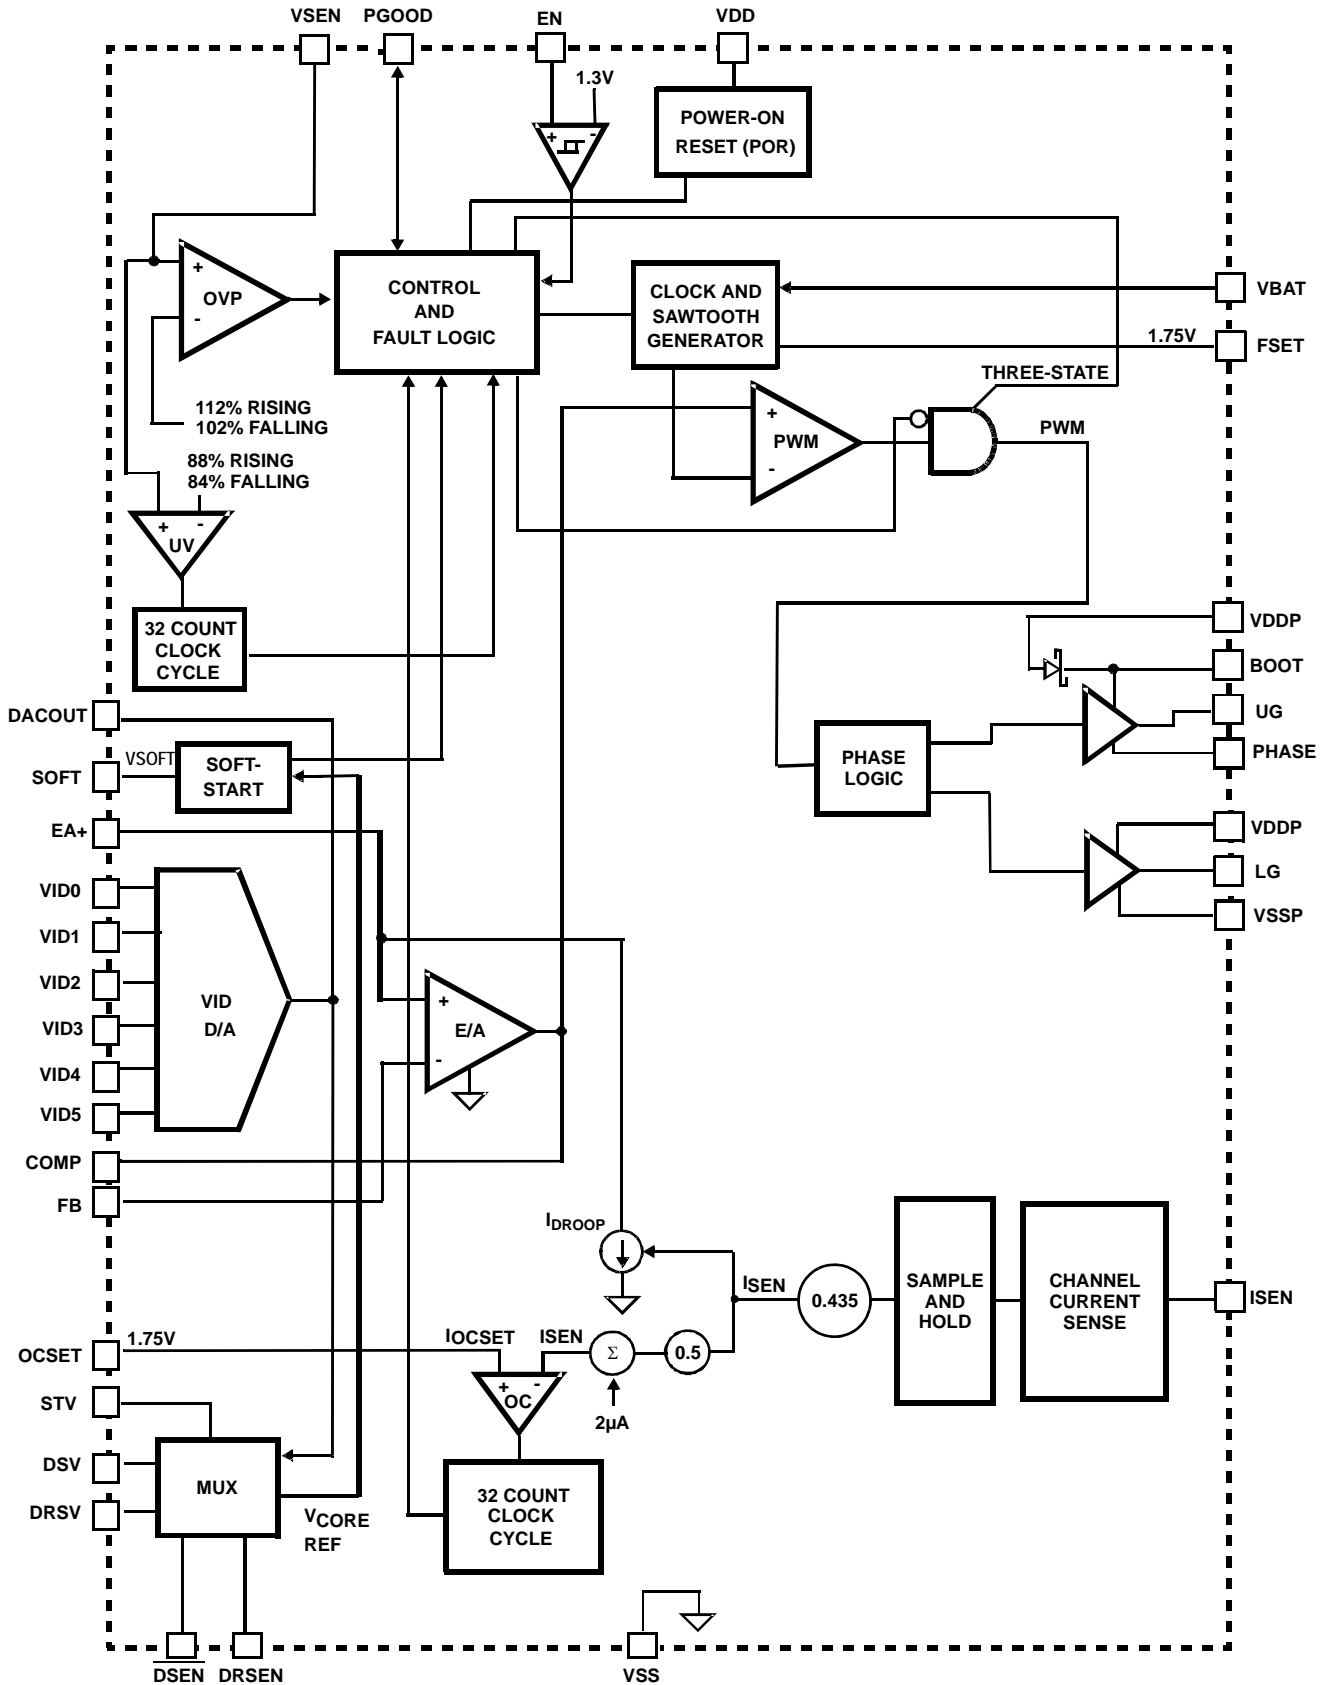 VSEN PGOOD EN VDD
1.3V
+ -
POWER-ON
RESET (POR)
+
OVP
-
CONTROL
AND
FAULT LOGIC
CLOCK AND
SAWTOOTH
GENERATOR
VBAT
1.75V
FSET
THREE-STATE
112% RISING
102% FALLING
+
PWM
-
PWM
88% RISING
84% FALLING
+ -
UV
32 COUNT
CLOCK
CYCLE
VDDP
BOOT
UG
PHASE
PHASE
LOGIC
VDDP
LG
VSSP
DACOUT
VSOFT
SOFT
SOFT-
START
EA+
VID0
VID1
VID2
VID3
VID4
VID5
VID
D/A
+
E/A
-
COMP
FB
IDROOP
ISEN
0.435
SAMPLE
AND
HOLD
CHANNEL
CURRENT
SENSE
ISEN
1.75V
OCSET
IOCSET
ISEN
Σ
0.5
+ -
OC
2µA
STV
DSV
DRSV
MUX
VCORE
REF
32 COUNT
CLOCK
CYCLE
DSEN DRSEN VSS